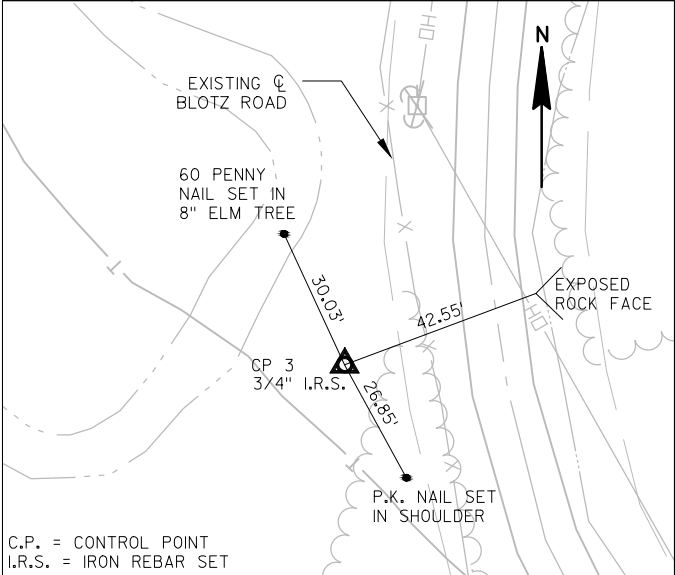 N
EXISTING ℄
BLOTZ ROAD
60 PENNY
NAIL SET IN
8" ELM TREE
30.03'
42.55'
EXPOSED
ROCK FACE
CP 3
3/4" I.R.S.
26.85'
P.K. NAIL SET
IN SHOULDER
C.P. = CONTROL POINT
I.R.S. = IRON REBAR SET